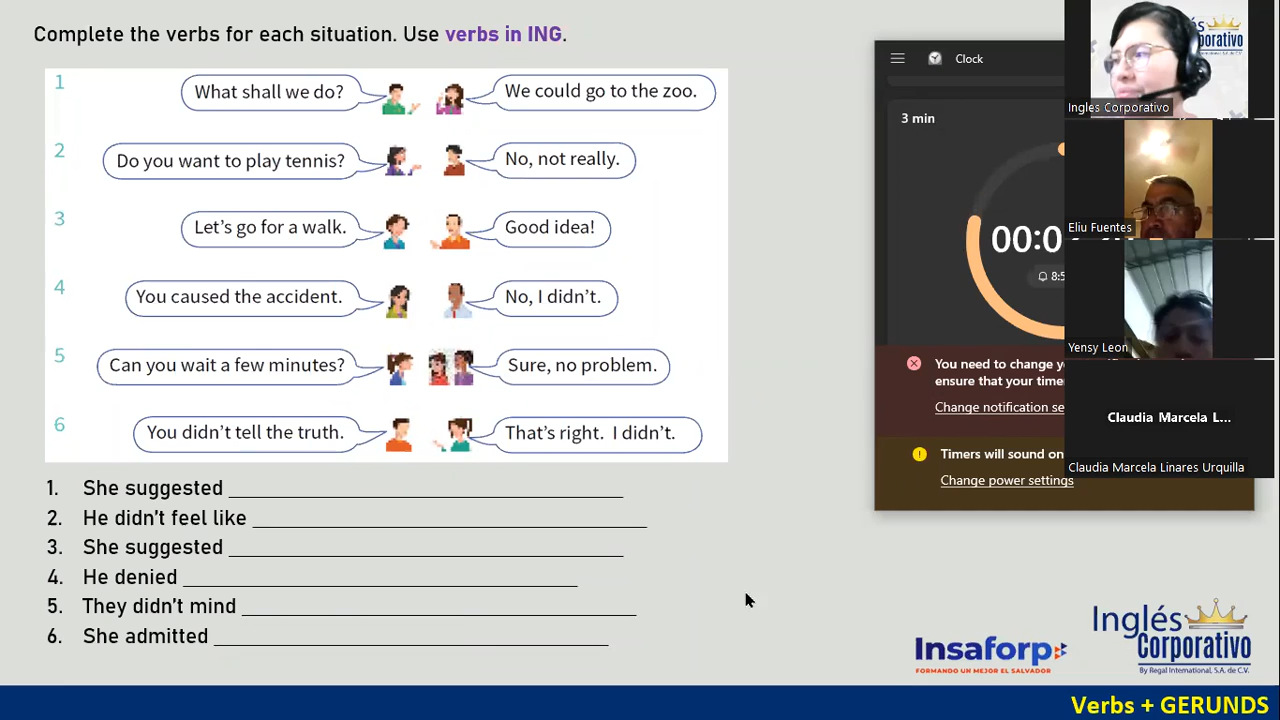 Complete the verbs for each situation. Use verbs in ING.
1
What shall we do?
We could go to the zoo.
2
Do you want to play tennis?
No, not really.
3
Let's go for a walk.
Good idea!
4
You caused the accident.
No, I didn't.
5
Can you wait a few minutes?
Sure, no problem.
6
You didn't tell the truth.
That's right. I didn't.
1. She suggested
2. He didn't feel like
3. She suggested
4. He denied
5. They didn't mind
6. She admitted
Clock
3 min
You need to change
ensure that your
Change notification
Timers will sound
Change power settings
Ingles Corporativo
Eliu Fuentes
Yensy Leon
Claudia Marcela L...
Claudia Marcela Linares Urquilla
Insaforp
FORMANDO UN MEJOR EL SALVADOR
Inglés
Corporativo
By Regal International, S.A. de C.V.
Verbs + GERUNDS